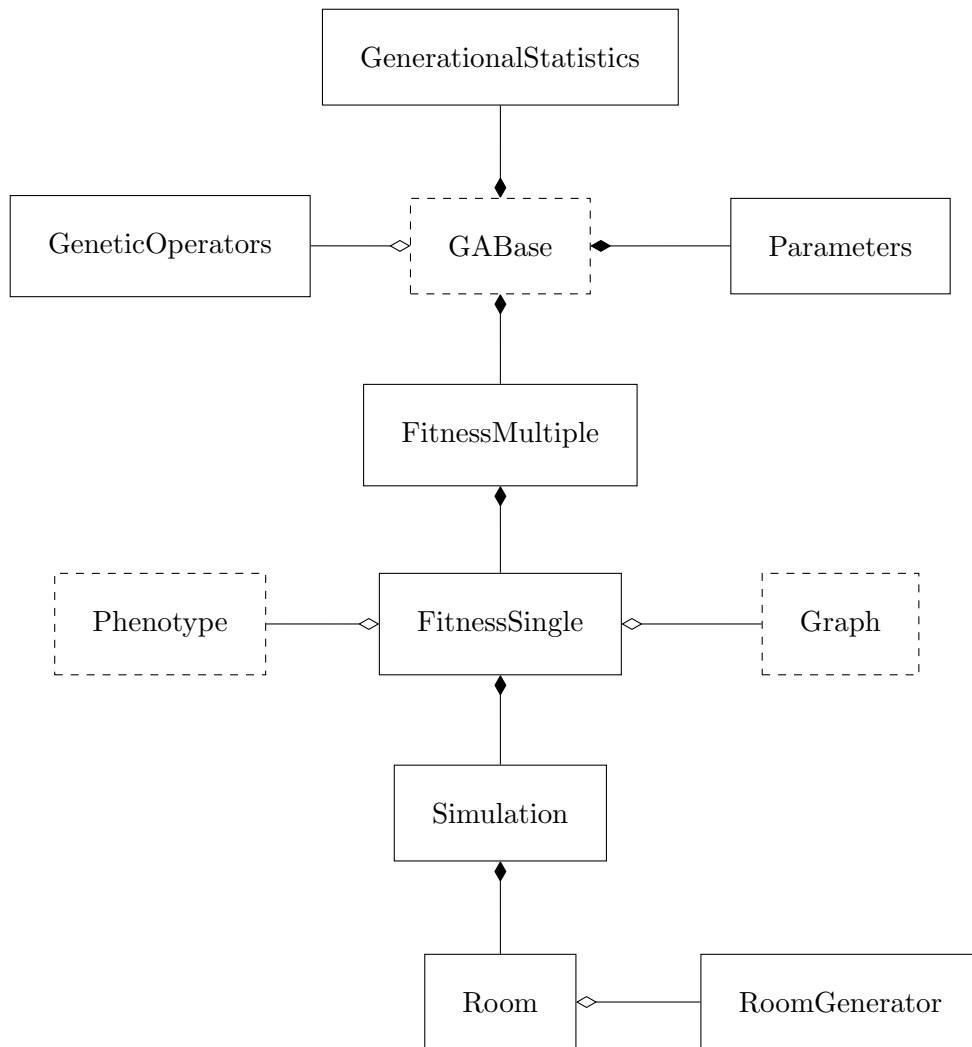 GenerationalStatistics
GeneticOperators
GABase
Parameters
FitnessMultiple
Phenotype
FitnessSingle
Graph
Simulation
Room
RoomGenerator